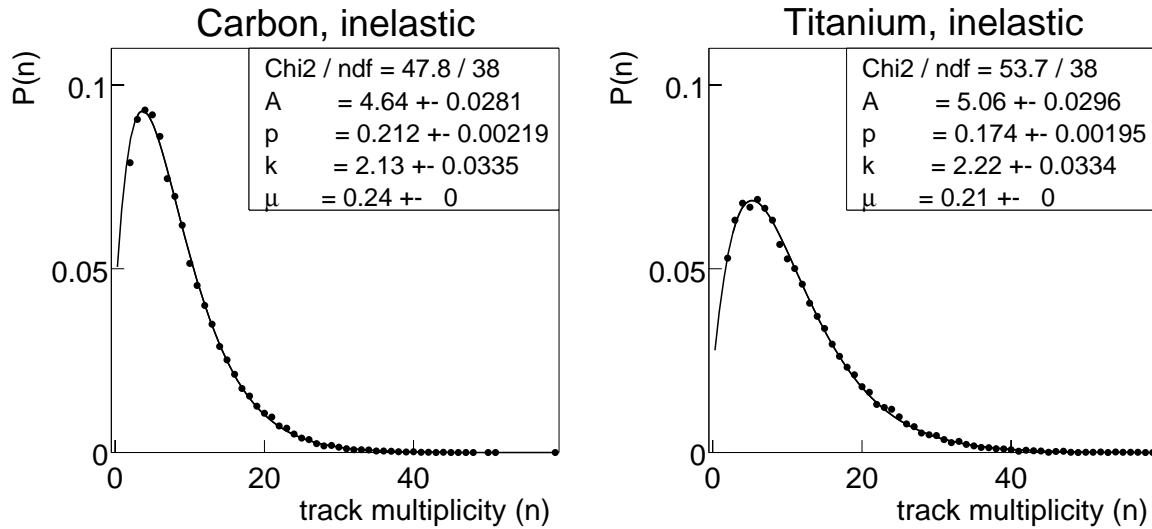 Carbon, inelastic
P(n)
0.1
0.05
0
Chi2 / ndf = 47.8 / 38
A = 4.64 +- 0.0281
p = 0.212 +- 0.00219
k = 2.13 +- 0.0335
μ = 0.24 +- 0
0 20 40
track multiplicity (n)
Titanium, inelastic
P(n)
0.1
0.05
0
Chi2 / ndf = 53.7 / 38
A = 5.06 +- 0.0296
p = 0.174 +- 0.00195
k = 2.22 +- 0.0334
μ = 0.21 +- 0
0 20 40
track multiplicity (n)